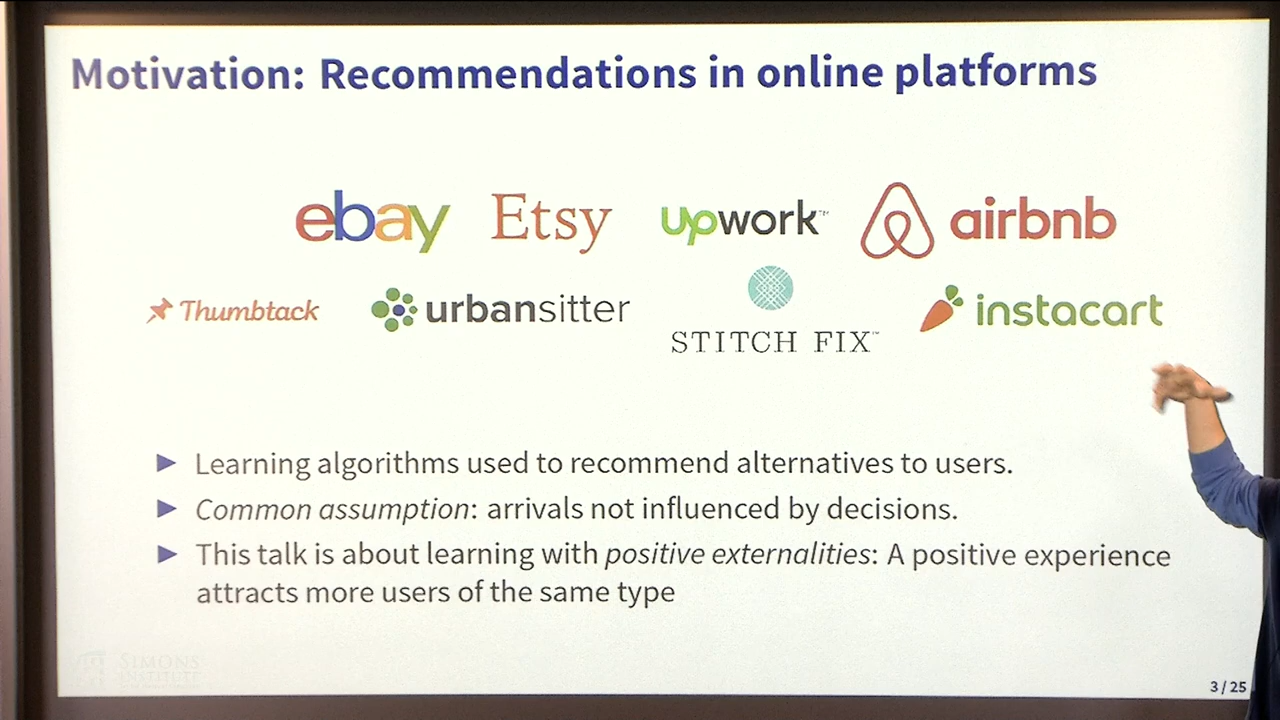 Motivation: Recommendations in online platforms
ebay Etsy upwork™ airbnb
Thumbtack urbansitter STITCH FIX™ instacart
► Learning algorithms used to recommend alternatives to users.
► Common assumption: arrivals not influenced by decisions.
► This talk is about learning with positive externalities: A positive experience
attracts more users of the same type
SIMONS
INSTITUTE
3 / 25